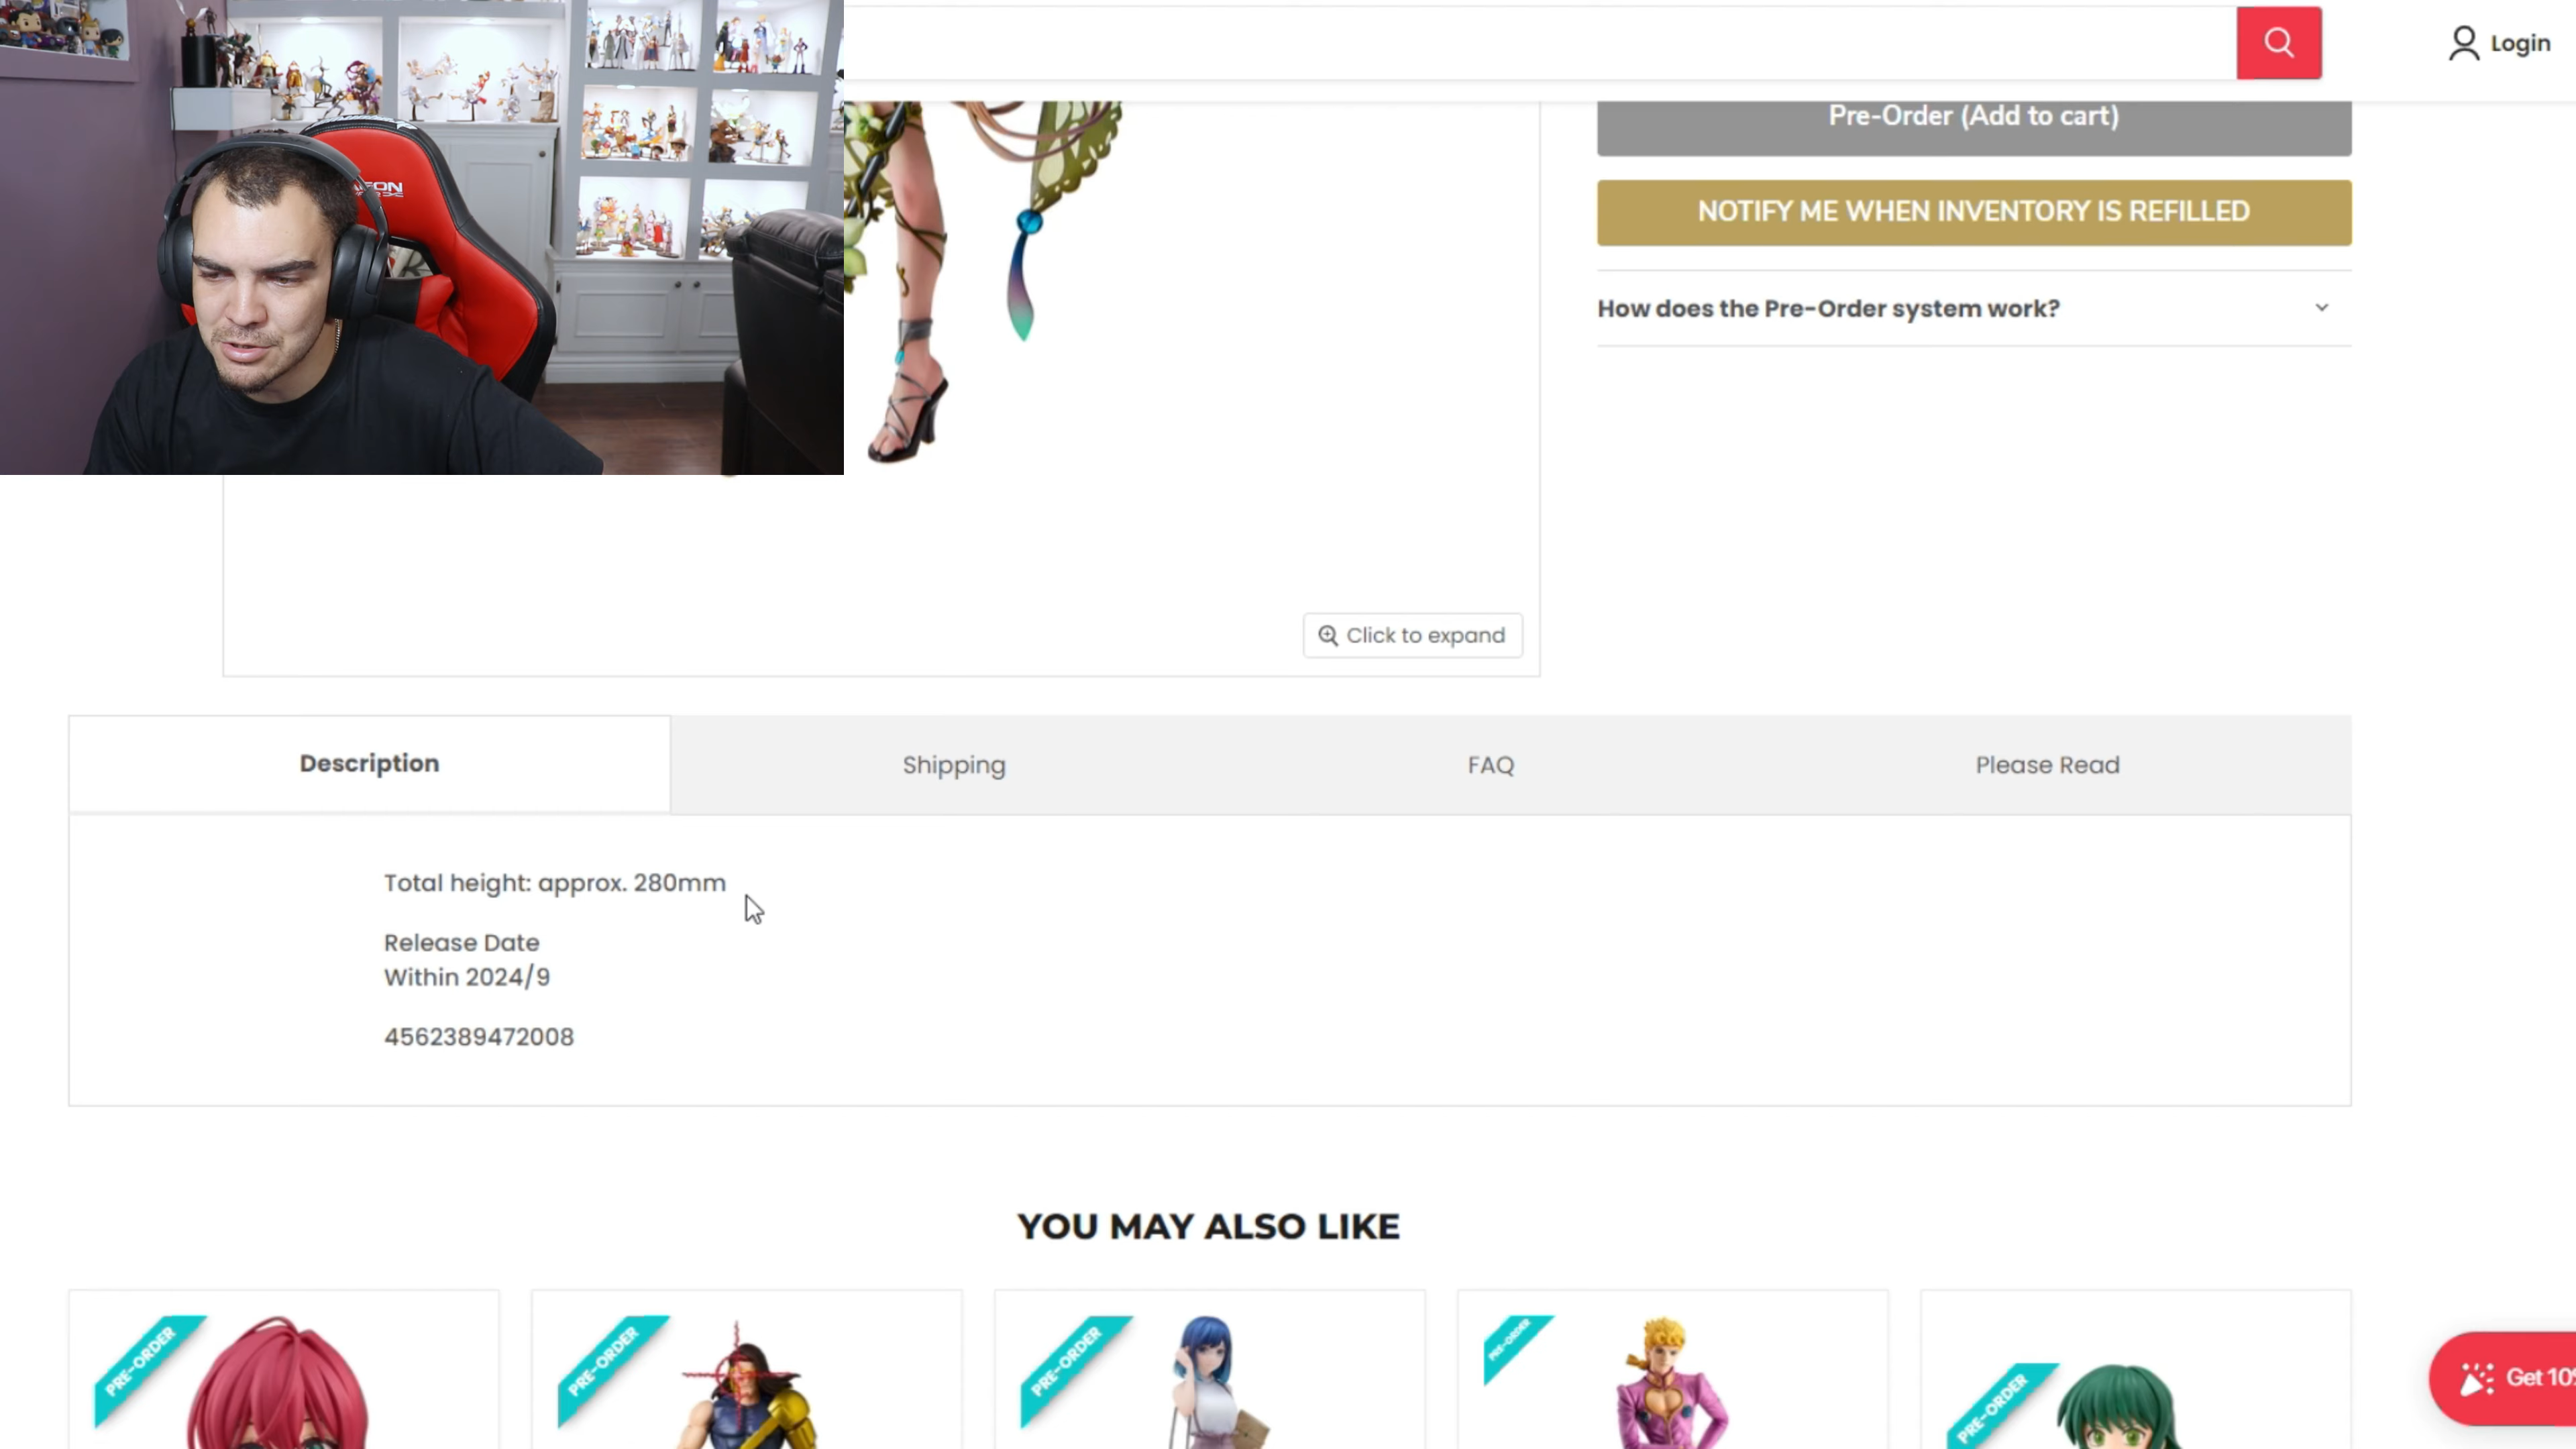 Login
Pre-Order (Add to cart)
NOTIFY ME WHEN INVENTORY IS REFILLED
How does the Pre-Order system work?
Click to expand
Description
Shipping
FAQ
Please Read
Total height: approx. 280mm
Release Date
Within 2024/9
4562389472008
YOU MAY ALSO LIKE
PRE-ORDER
PRE-ORDER
PRE-ORDER
PRE-ORDER
PRE-ORDER
Get 10